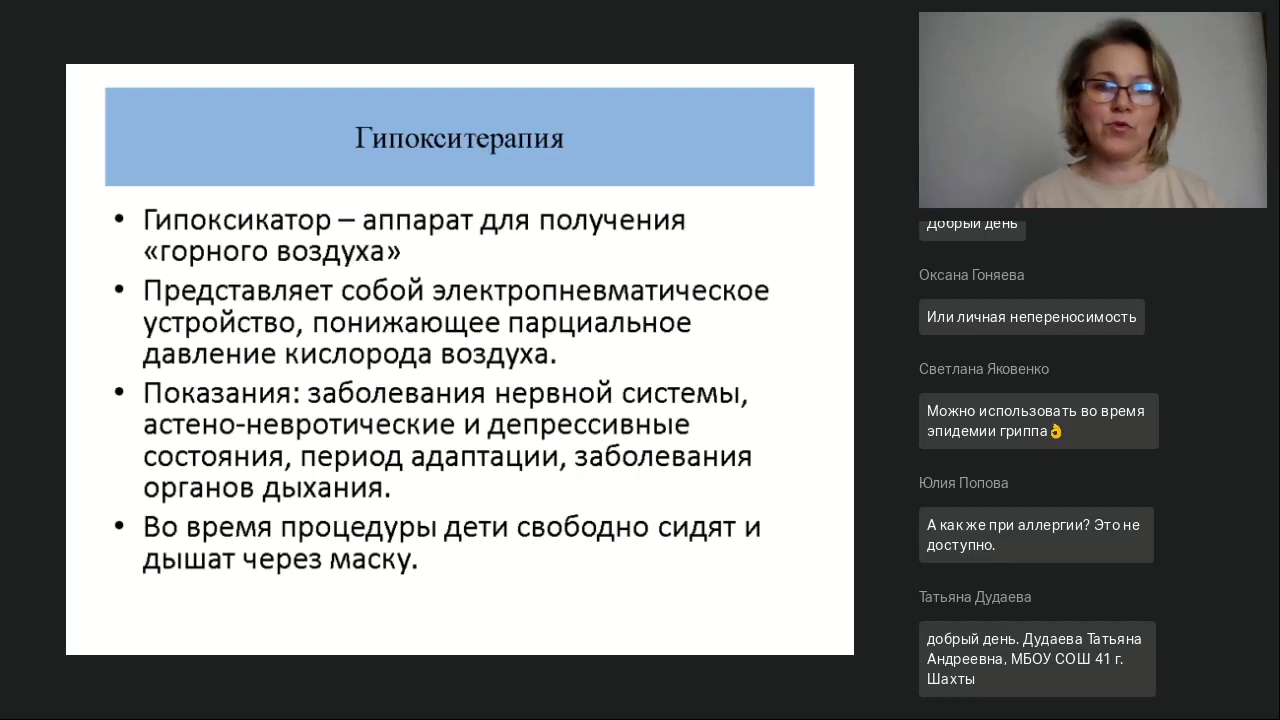 Гипокситерапия
• Гипоксикатор – аппарат для получения
«горного воздуха»
• Представляет собой электропневматическое
устройство, понижающее парциальное
давление кислорода воздуха.
• Показания: заболевания нервной системы,
астено-невротические и депрессивные
состояния, период адаптации, заболевания
органов дыхания.
• Во время процедуры дети свободно сидят и
дышат через маску.
Добрый день
Оксана Гоняева
Или личная непереносимость
Светлана Яковенко
Можно использовать во время
эпидемии гриппа👌
Юлия Попова
А как же при аллергии? Это не
доступно.
Татьяна Дудаева
добрый день. Дудаева Татьяна
Андреевна, МБОУ СОШ 41 г.
Шахты